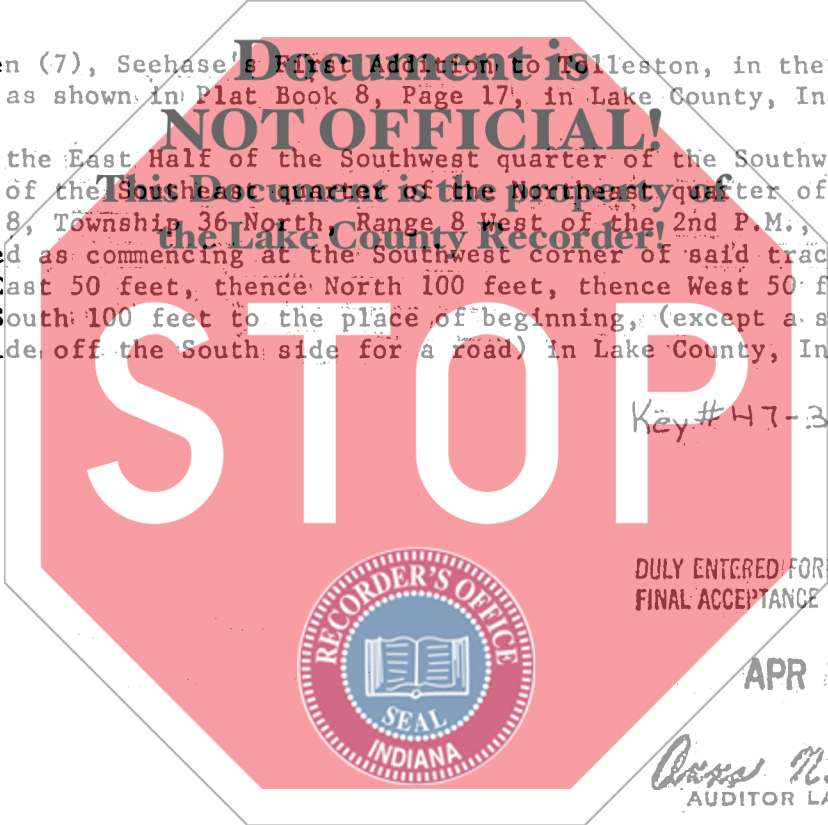 en (7), Seehase's First Addition to Tolleston, in the
as shown in Plat Book 8, Page 17, in Lake County, In
Document is
NOT OFFICIAL!
This Document is the property of
the Lake County Recorder!
the East Half of the Southwest quarter of the Southw
of the Southeast quarter of the Northeast quarter of
8, Township 36 North, Range 8 West of the 2nd P.M.,
d as commencing at the Southwest corner of said trac
East 50 feet, thence North 100 feet, thence West 50 f
South 100 feet to the place of beginning, (except a s
de off the South side for a road) in Lake County, In
STOP
Key# 47-3
DULY ENTERED FOR
FINAL ACCEPTANCE
APR
RECORDER'S OFFICE
SEAL
INDIANA
AUDITOR LA